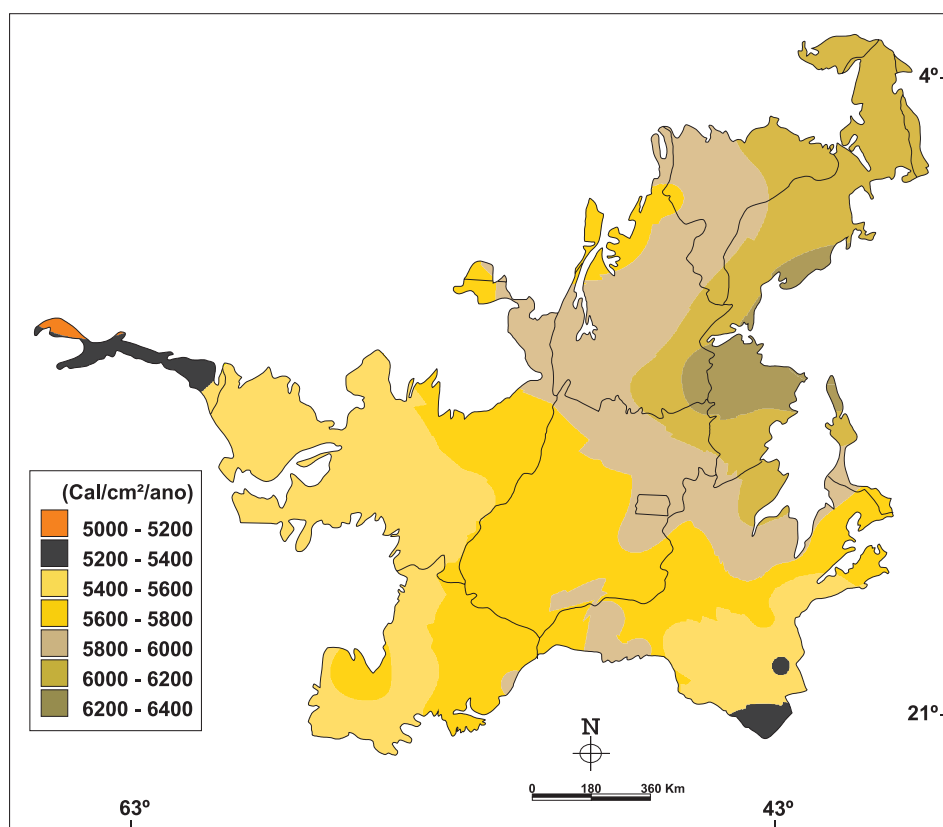 4º
(Cal/cm²/ano)
5000 - 5200
5200 - 5400
5400 - 5600
5600 - 5800
5800 - 6000
6000 - 6200
6200 - 6400
21º
N
0 180 360 Km
63º 43º